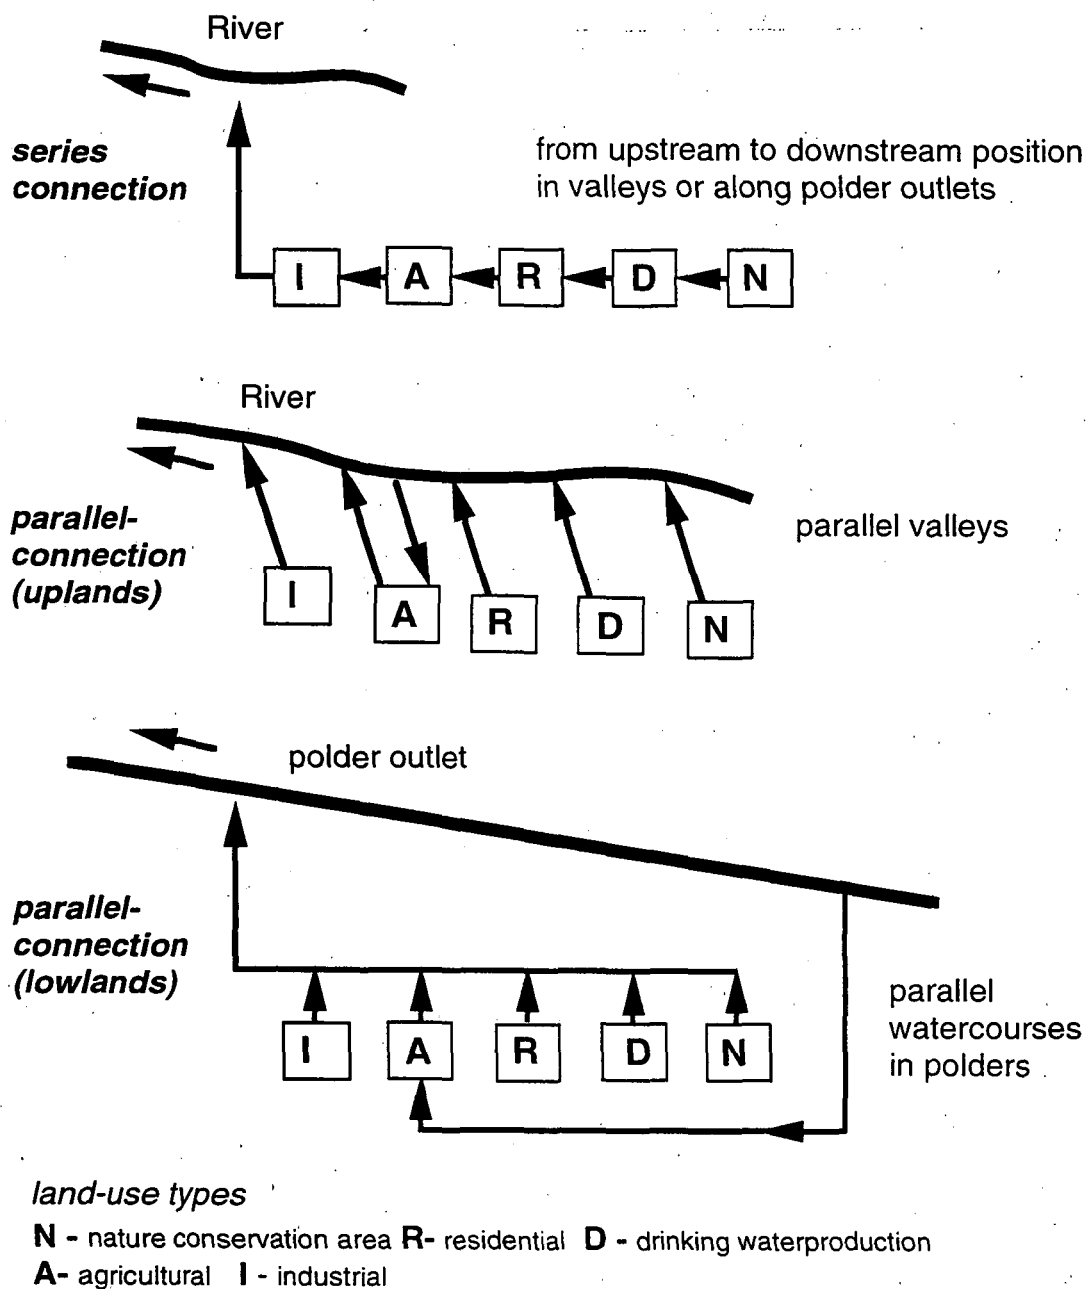 River
series
connection
from upstream to downstream position
in valleys or along polder outlets
I A R D N
River
parallel-
connection
(uplands)
parallel valleys
I A R D N
polder outlet
parallel-
connection
(lowlands)
parallel
watercourses
in polders
I A R D N
land-use types
N - nature conservation area R- residential D - drinking waterproduction
A- agricultural I - industrial